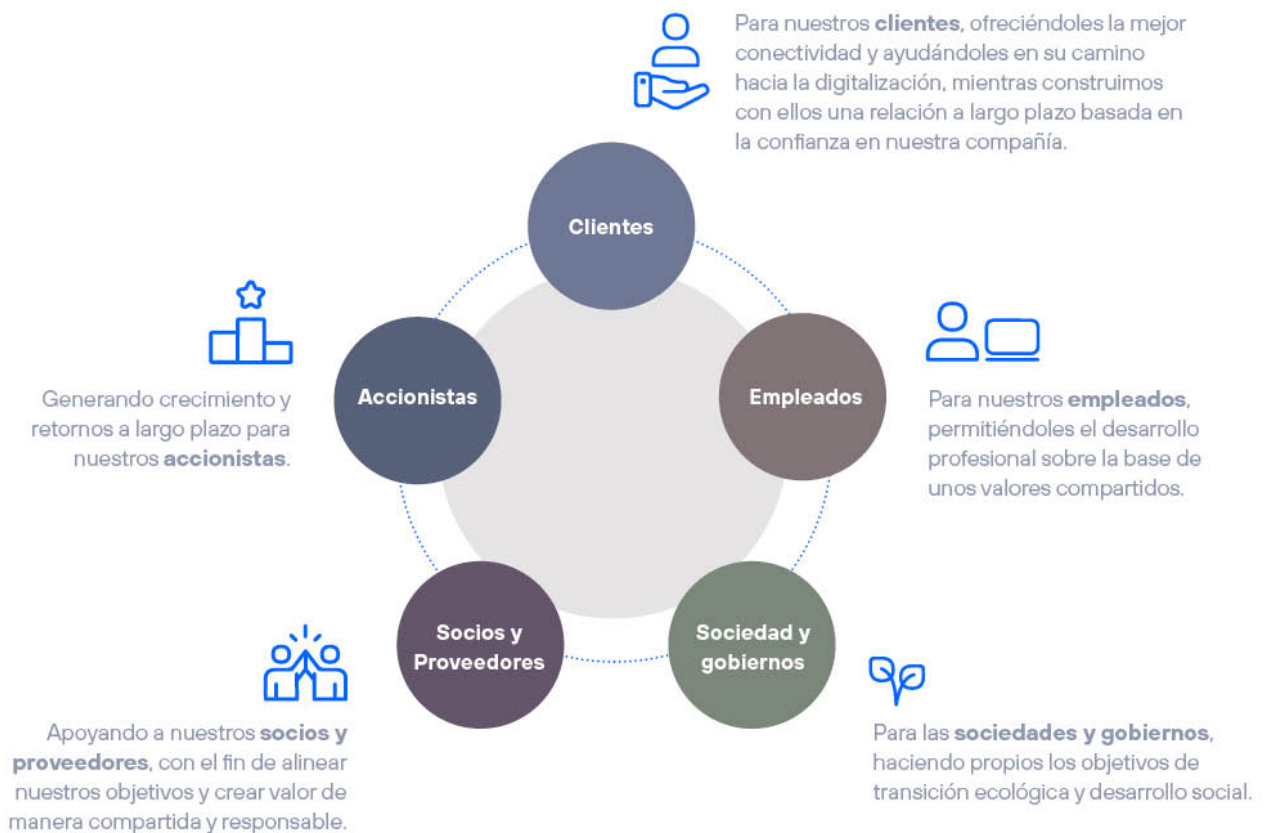 Para nuestros clientes, ofreciéndoles la mejor
conectividad y ayudándoles en su camino
hacia la digitalización, mientras construimos
con ellos una relación a largo plazo basada en
la confianza en nuestra compañía.
Clientes
Accionistas
Generando crecimiento y
retornos a largo plazo para
nuestros accionistas.
Empleados
Para nuestros empleados,
permitiéndoles el desarrollo
profesional sobre la base de
unos valores compartidos.
Socios y
Proveedores
Apoyando a nuestros socios y
proveedores, con el fin de alinear
nuestros objetivos y crear valor de
manera compartida y responsable.
Sociedad y
gobiernos
Para las sociedades y gobiernos,
haciendo propios los objetivos de
transición ecológica y desarrollo social.